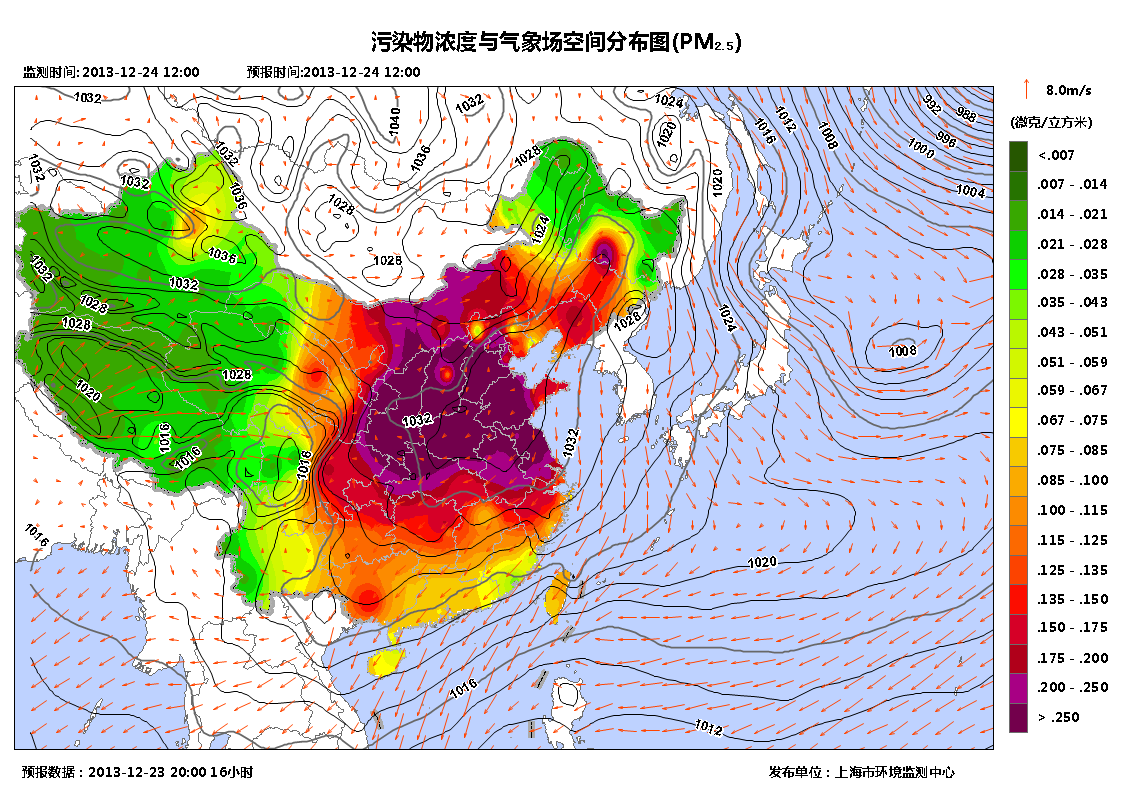 污染物浓度与气象场空间分布图(PM2.5)
监测时间: 2013-12-24 12:00 预报时间:2013-12-24 12:00
8.0m/s
(微克/立方米)
<.007
.007 - .014
.014 - .021
.021 - .028
.028 - .035
.035 - .043
.043 - .051
.051 - .059
.059 - .067
.067 - .075
.075 - .085
.085 - .100
.100 - .115
.115 - .125
.125 - .135
.135 - .150
.150 - .175
.175 - .200
.200 - .250
> .250
1032
1040
1032
1024
1020
1016
1012
1008
992
988
996
1000
1004
1032
1032
1032
1036
1036
1028
1020
1028
1024
1028
1036
1032
1032
1028
1028
1028
1020
1016
1016
1016
1028
1024
1008
1032
1032
1016
1020
1016
1012
预报数据：2013-12-23 20:00 16小时
发布单位：上海市环境监测中心